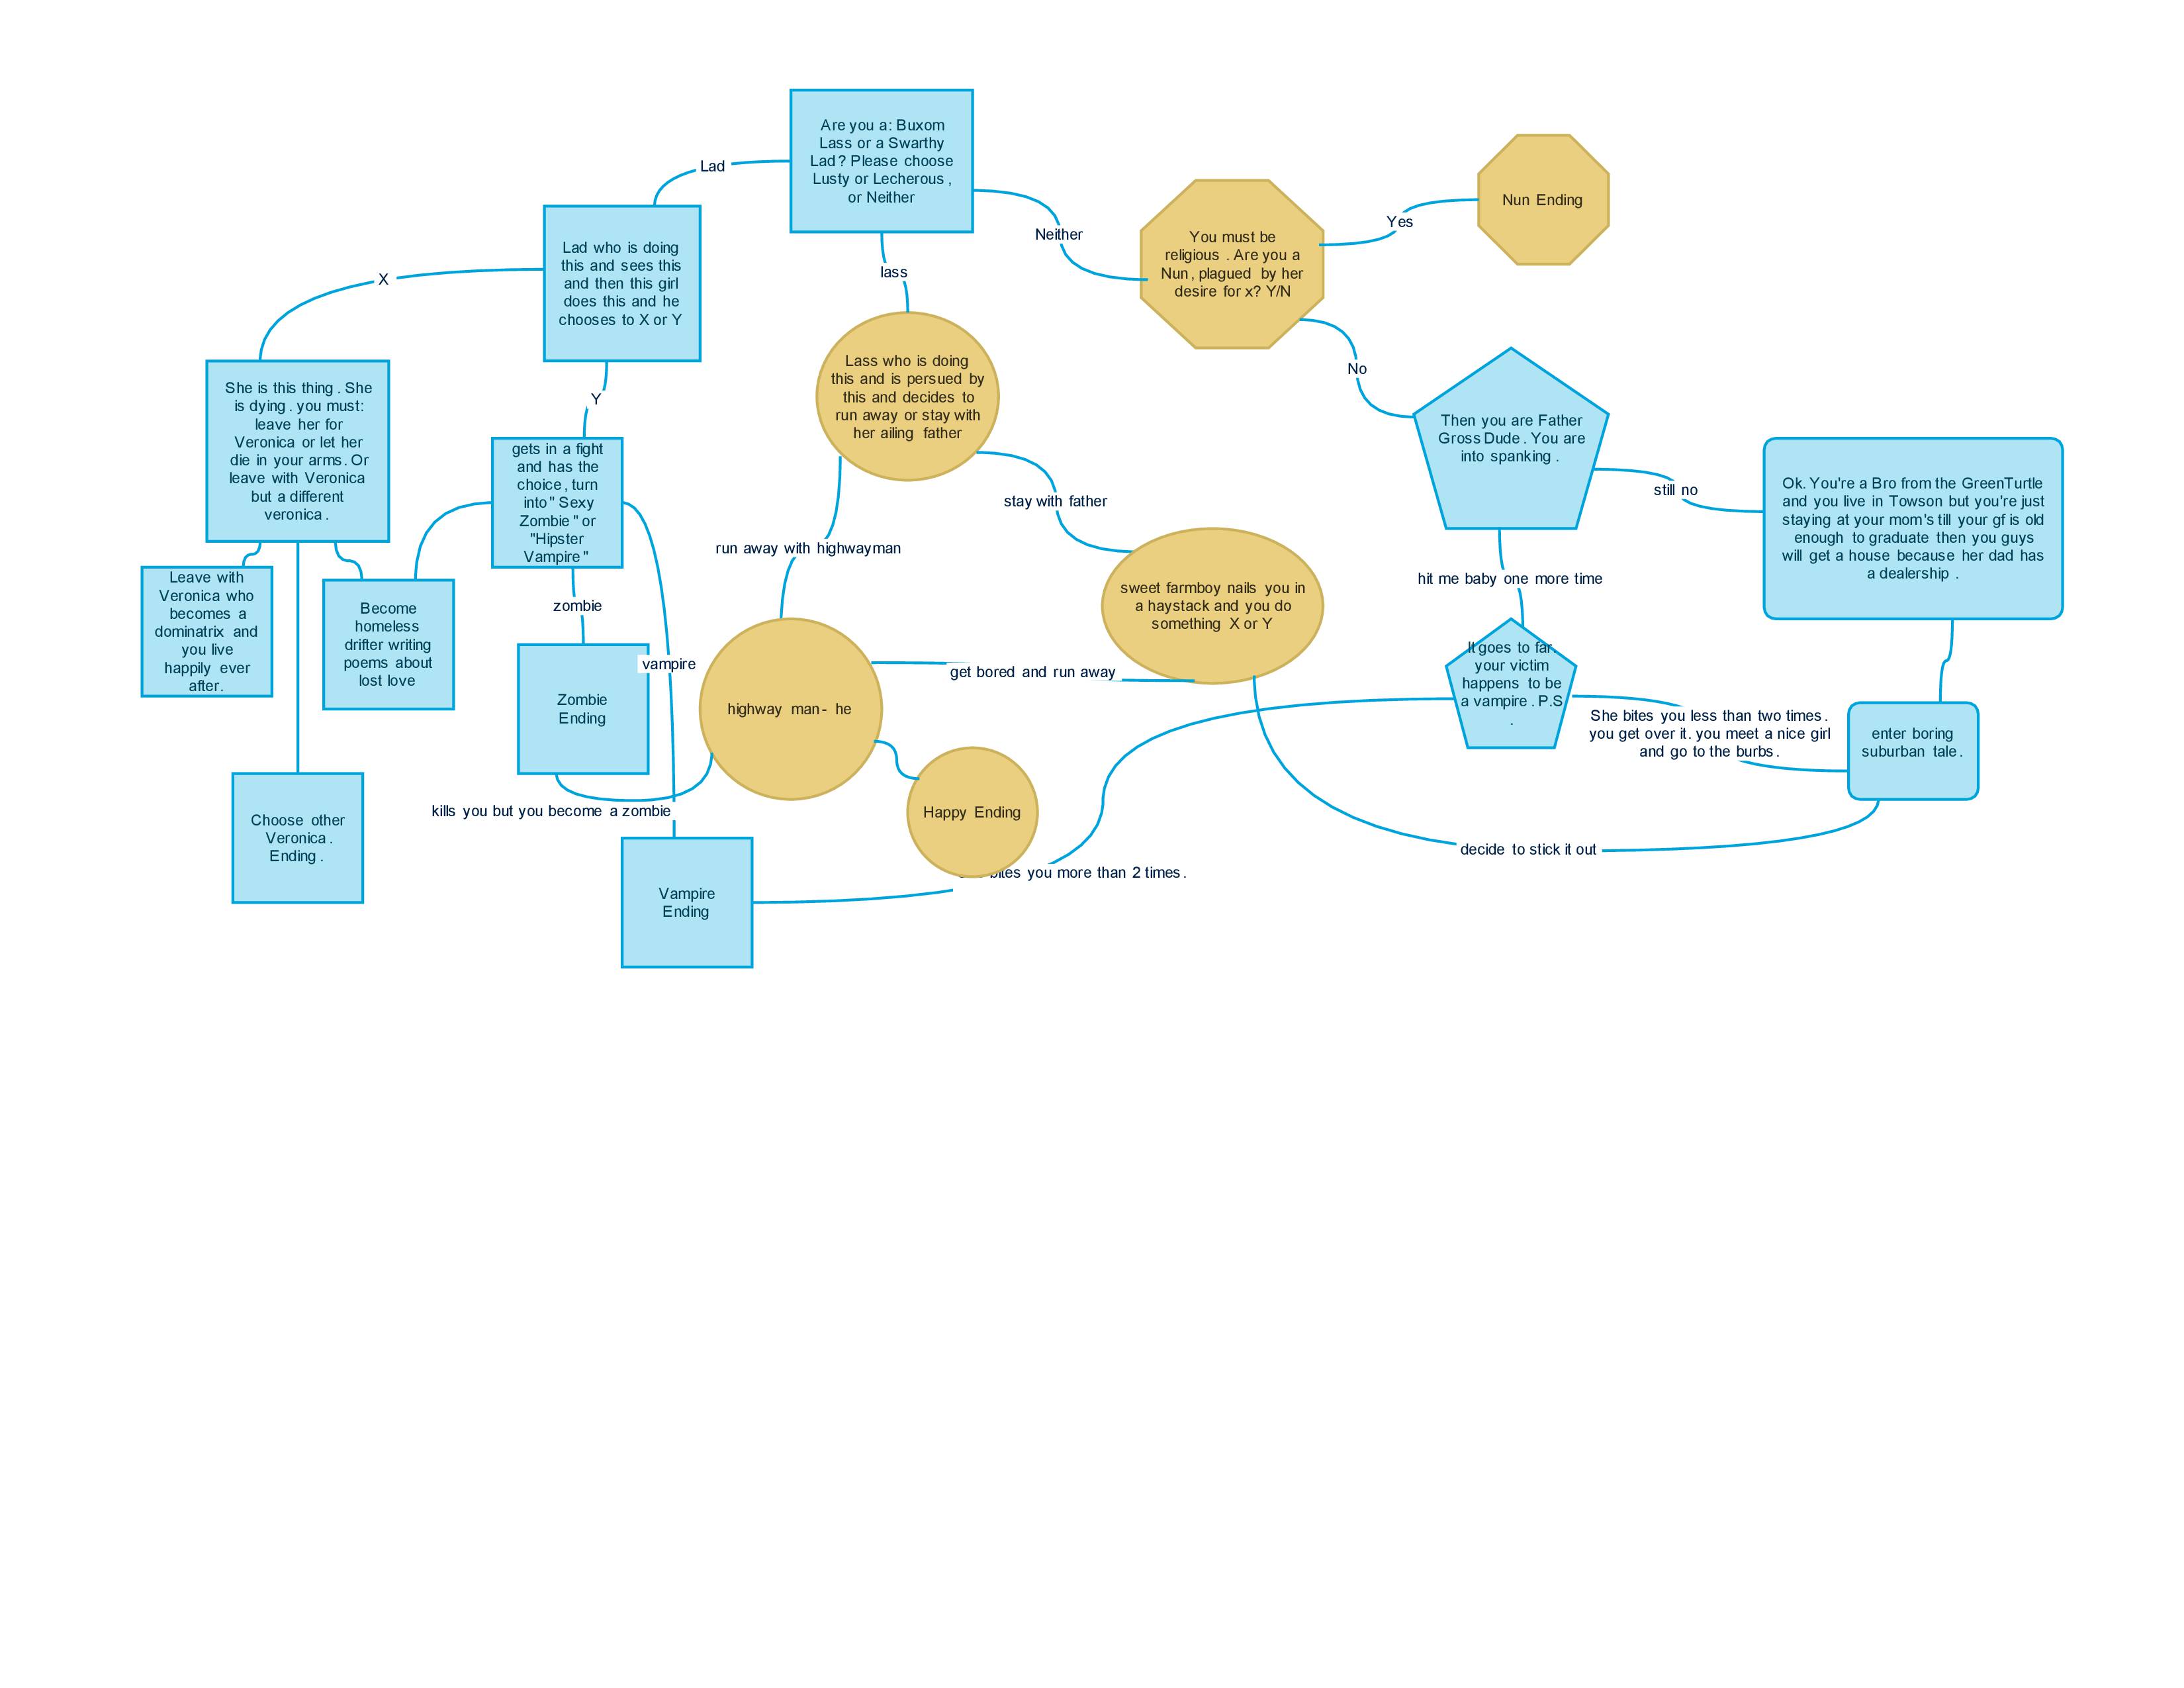 Are you a: Buxom
Lass or a Swarthy
Lad? Please choose
Lusty or Lecherous,
or Neither
Lad
Neither
lass
You must be
religious. Are you a
Nun, plagued by her
desire for x? Y/N
Yes
Nun Ending
No
Lad who is doing
this and sees this
and then this girl
does this and he
chooses to X or Y
X
Y
She is this thing. She
is dying. you must:
leave her for
Veronica or let her
die in your arms. Or
leave with Veronica
but a different
veronica.
Lass who is doing
this and is persued by
this and decides to
run away or stay with
her ailing father
Then you are Father
Gross Dude. You are
into spanking.
still no
Ok. You're a Bro from the GreenTurtle
and you live in Towson but you're just
staying at your mom's till your gf is old
enough to graduate then you guys
will get a house because her dad has
a dealership.
gets in a fight
and has the
choice, turn
into "Sexy
Zombie" or
"Hipster
Vampire"
stay with father
run away with highwayman
hit me baby one more time
Leave with
Veronica who
becomes a
dominatrix and
you live
happily ever
after.
Become
homeless
drifter writing
poems about
lost love
zombie
vampire
sweet farmboy nails you in
a haystack and you do
something X or Y
It goes to far.
your victim
happens to be
a vampire. P.S
.
Zombie
Ending
highway man- he
get bored and run away
She bites you less than two times.
you get over it. you meet a nice girl
and go to the burbs.
enter boring
suburban tale.
kills you but you become a zombie
Happy Ending
Choose other
Veronica.
Ending.
decide to stick it out
bites you more than 2 times.
Vampire
Ending